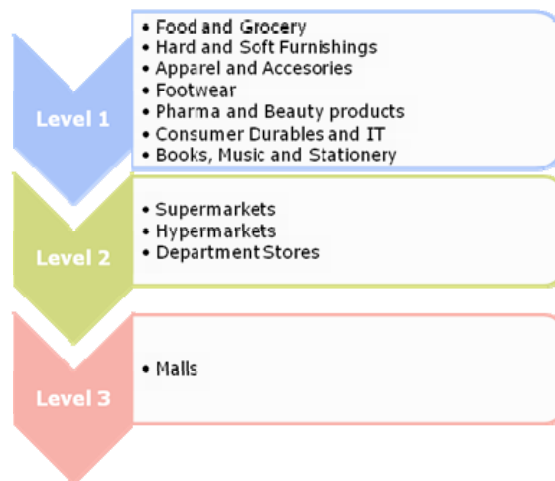 Level 1
• Food and Grocery
• Hard and Soft Furnishings
• Apparel and Accesories
• Footwear
• Pharma and Beauty products
• Consumer Durables and IT
• Books, Music and Stationery
Level 2
• Supermarkets
• Hypermarkets
• Department Stores
Level 3
• Malls